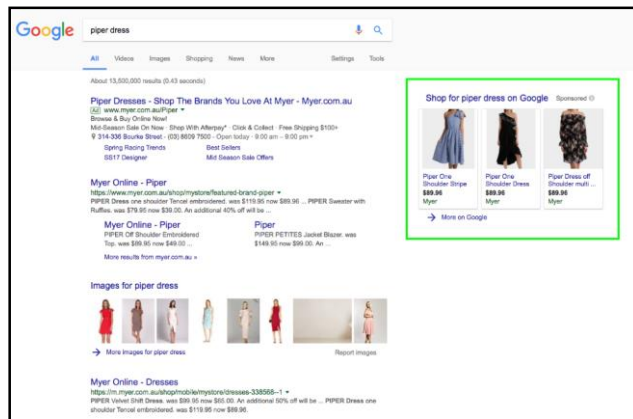 Google
piper dress
All Videos Images Shopping News More Settings Tools
About 13,500,000 results (0.43 seconds)
Piper Dresses - Shop The Brands You Love At Myer - Myer.com.au
Ad www.myer.com.au/Piper
Browse & Buy Online Now!
Mid-Season Sale On Now · Shop With Afterpay* · Click & Collect · Free Shipping $100+
314-336 Bourke Street - (03) 8609 7500 - Open today · 9:00 am – 8:00 pm
Spring Racing Trends Best Sellers
SS17 Designer Mid Season Sale Offers
Myer Online - Piper
https://www.myer.com.au/shop/mystore/featured-brand-piper
PIPER Dress one shoulder Tencel embroidered. was $119.95 now $89.96 ... PIPER Sweater with
Ruffles. was $79.95 now $39.00. An additional 40% off will be ...
Myer Online - Piper Piper
PIPER Off Shoulder Embroidered PIPER PETITES Jacket Blazer. was
Top. was $89.95 now $49.00 ... $149.95 now $99.00. An ...
More results from myer.com.au »
Images for piper dress
More images for piper dress Report images
Myer Online - Dresses
https://m.myer.com.au/shop/mobile/mystore/dresses-338568--1
PIPER Velvet Shift Dress. was $99.95 now $65.00. An additional 50% off will be ... PIPER Dress one
shoulder Tencel embroidered. was $119.95 now $89.96.
Shop for piper dress on Google Sponsored
Piper One Piper One Piper Dress off
Shoulder Stripe Shoulder Dress Shoulder multi ...
$89.96 $89.96 $89.96
Myer Myer Myer
More on Google